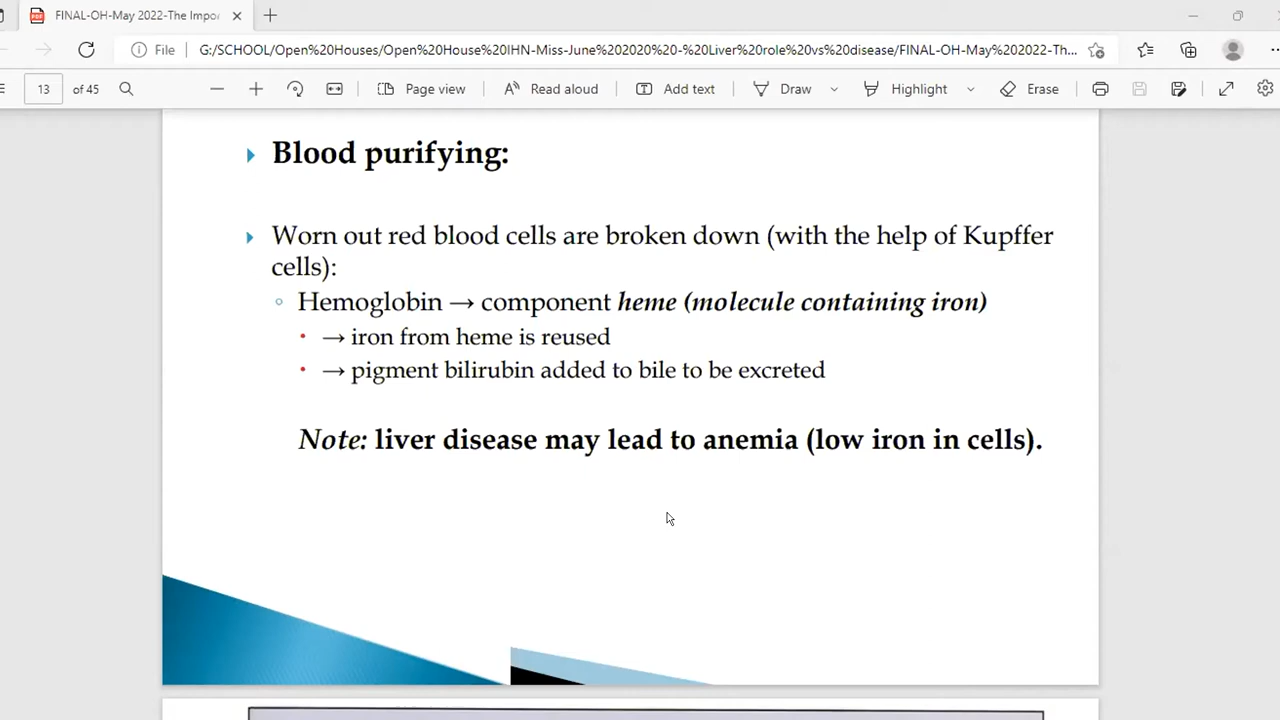 FINAL-OH-May 2022-The Impo
File G:/SCHOOL/Open%20Houses/Open%20House%20IHN-Miss-June%202020%20-%20Liver%20role%20vs%20disease/FINAL-OH-May%202022-Th...
13 of 45 Page view Read aloud Add text Draw Highlight Erase
Blood purifying:
Worn out red blood cells are broken down (with the help of Kupffer
cells):
Hemoglobin → component heme (molecule containing iron)
→ iron from heme is reused
→ pigment bilirubin added to bile to be excreted
Note: liver disease may lead to anemia (low iron in cells).